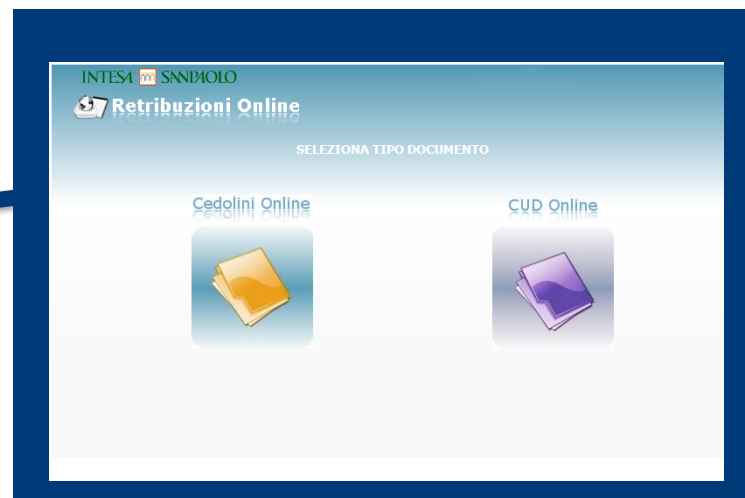 INTESA SANPAOLO
Retribuzioni Online
SELEZIONA TIPO DOCUMENTO
Cedolini Online
CUD Online